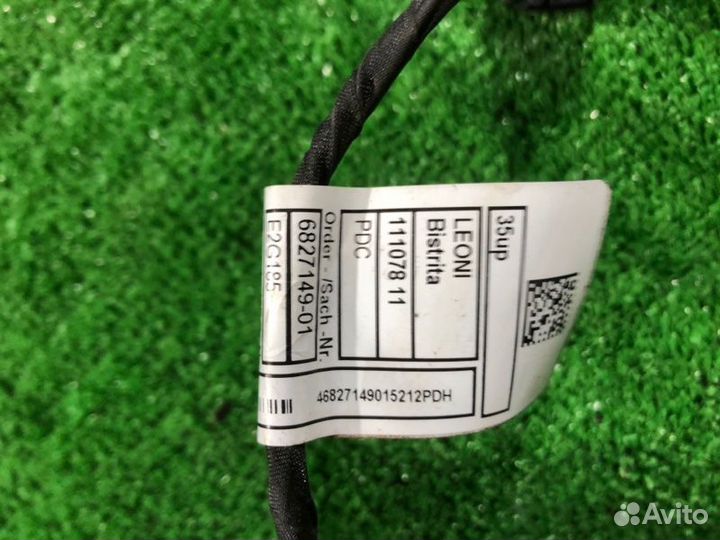 35up
LEONI
Bistrita
111078 11
PDC
Order - /Sach -Nr.
6827149-01
E2G185
46827149015212PDH
Avito